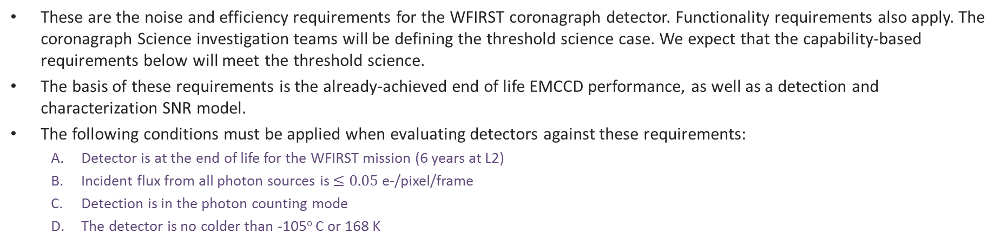 • These are the noise and efficiency requirements for the WFIRST coronagraph detector. Functionality requirements also apply. The
coronagraph Science investigation teams will be defining the threshold science case. We expect that the capability-based
requirements below will meet the threshold science.
• The basis of these requirements is the already-achieved end of life EMCCD performance, as well as a detection and
characterization SNR model.
• The following conditions must be applied when evaluating detectors against these requirements:
A. Detector is at the end of life for the WFIRST mission (6 years at L2)
B. Incident flux from all photon sources is ≤ 0.05 e-/pixel/frame
C. Detection is in the photon counting mode
D. The detector is no colder than -105° C or 168 K